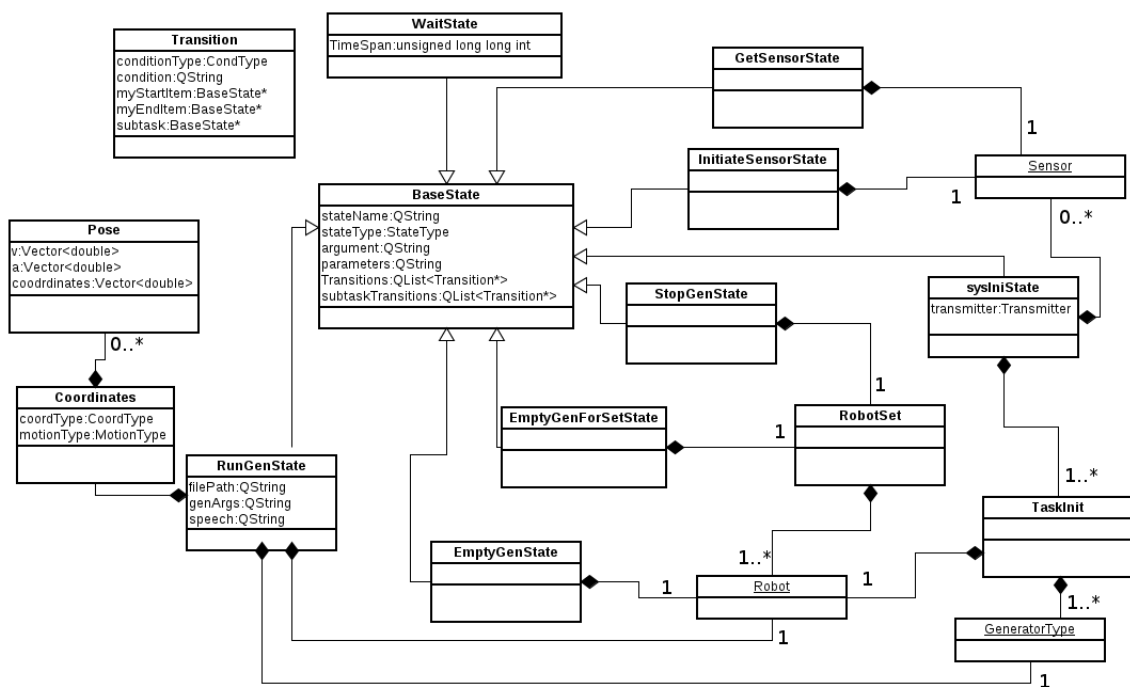 WaitState
TimeSpan:unsigned long long int
Transition
conditionType:CondType
condition:QString
myStartItem:BaseState*
myEndItem:BaseState*
subtask:BaseState*
GetSensorState
1
InitiateSensorState
1
Sensor
0..*
BaseState
stateName:QString
stateType:StateType
argument:QString
parameters:QString
Transitions:QList<Transition*>
subtaskTransitions:QList<Transition*>
Pose
v:Vector<double>
a:Vector<double>
coodrdinates:Vector<double>
0..*
sysIniState
transmitter:Transmitter
StopGenState
1
Coordinates
coordType:CoordType
motionType:MotionType
EmptyGenForSetState
1
RobotSet
RunGenState
filePath:QString
genArgs:QString
speech:QString
1..*
TaskInit
EmptyGenState
1..*
1
Robot
1
1..*
GeneratorType
1
1